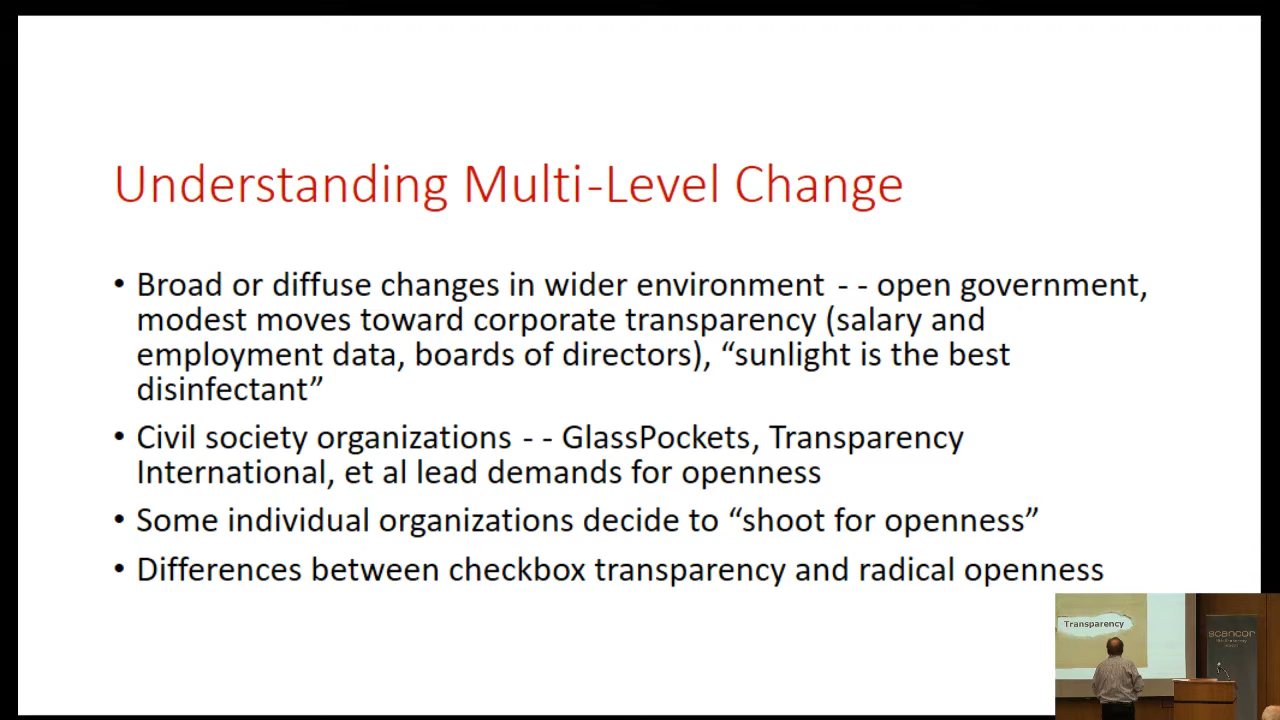 Understanding Multi-Level Change
• Broad or diffuse changes in wider environment - - open government,
modest moves toward corporate transparency (salary and
employment data, boards of directors), “sunlight is the best
disinfectant”
• Civil society organizations - - GlassPockets, Transparency
International, et al lead demands for openness
• Some individual organizations decide to “shoot for openness”
• Differences between checkbox transparency and radical openness
Transparency
scancor